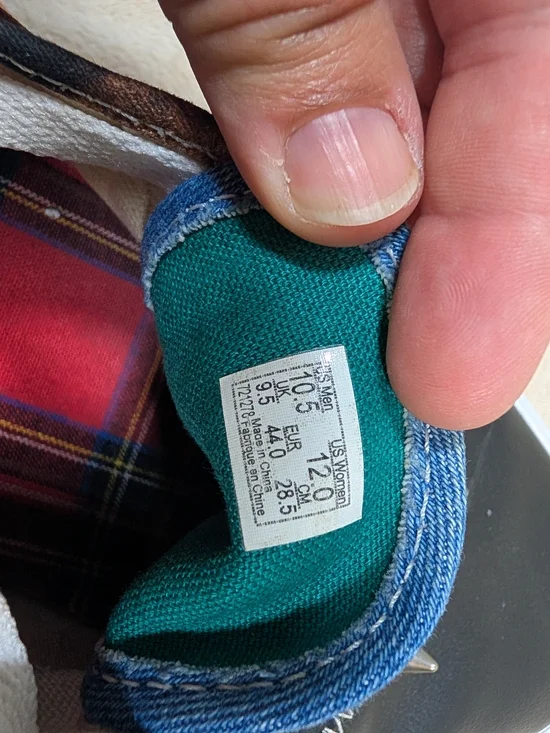 US Men US Women
10.5 12.0
UK EUR CM
9.5 44.0 28.5
721278 Made in China
Fabriqué en Chine